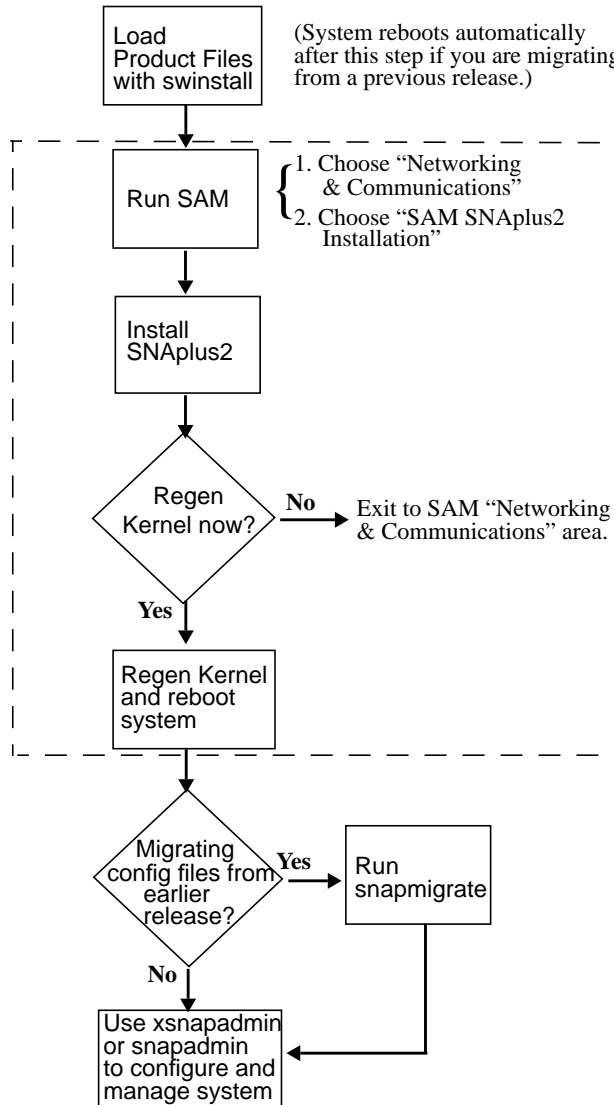 Load
Product Files
with swinstall
(System reboots automatically
after this step if you are migrating
from a previous release.)
Run SAM
1. Choose “Networking
& Communications”
2. Choose “SAM SNAplus2
Installation”
Install
SNAplus2
Regen
Kernel now?
No
Exit to SAM “Networking
& Communications” area.
Yes
Regen Kernel
and reboot
system
Migrating
config files from
earlier
release?
Yes
Run
snapmigrate
No
Use xsnapadmin
or snapadmin
to configure and
manage system